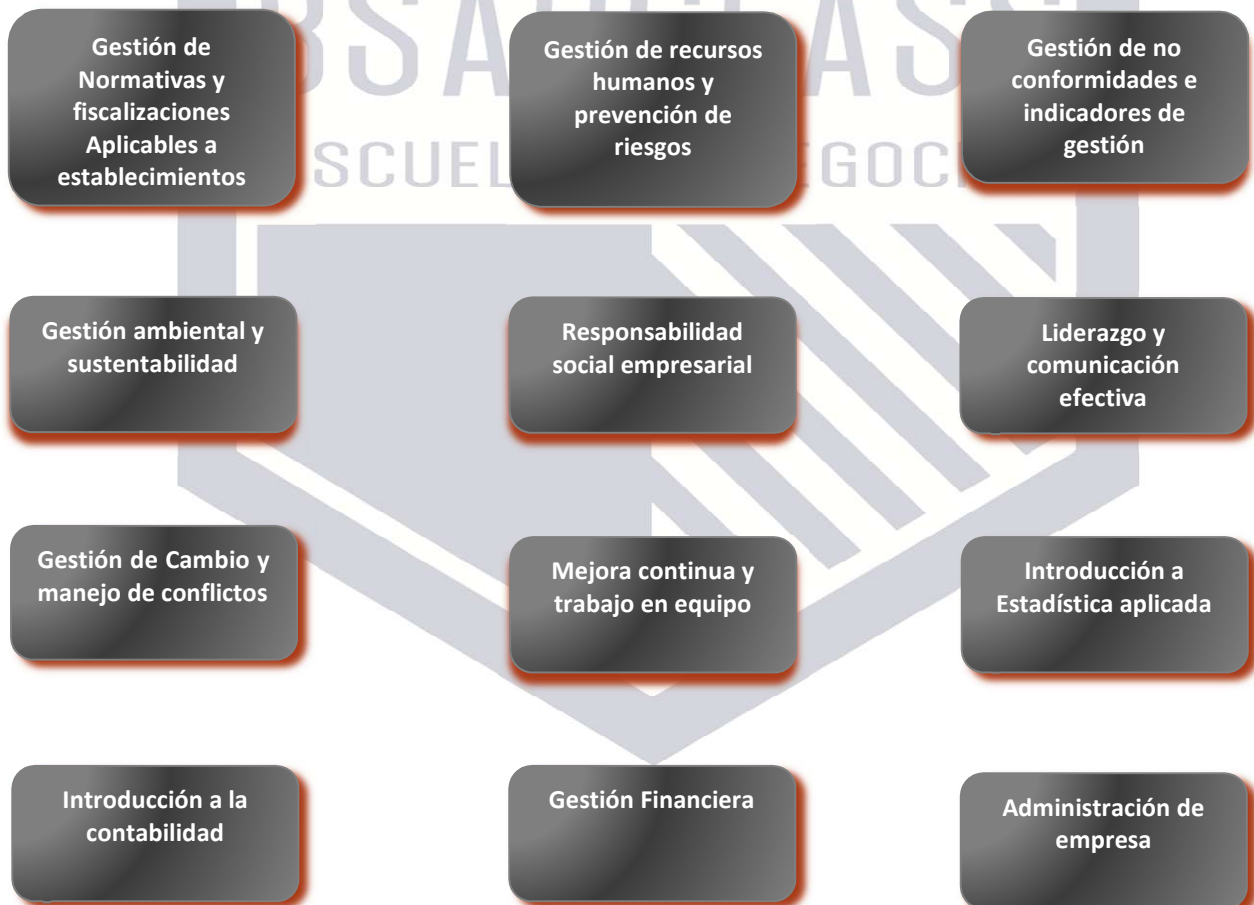 Gestión de
Normativas y
fiscalizaciones
Aplicables a
establecimientos
Gestión de recursos
humanos y
prevención de
riesgos
Gestión de no
conformidades e
indicadores de
gestión
Gestión ambiental y
sustentabilidad
Responsabilidad
social empresarial
Liderazgo y
comunicación
efectiva
Gestión de Cambio y
manejo de conflictos
Mejora continua y
trabajo en equipo
Introducción a
Estadística aplicada
Introducción a la
contabilidad
Gestión Financiera
Administración de
empresa